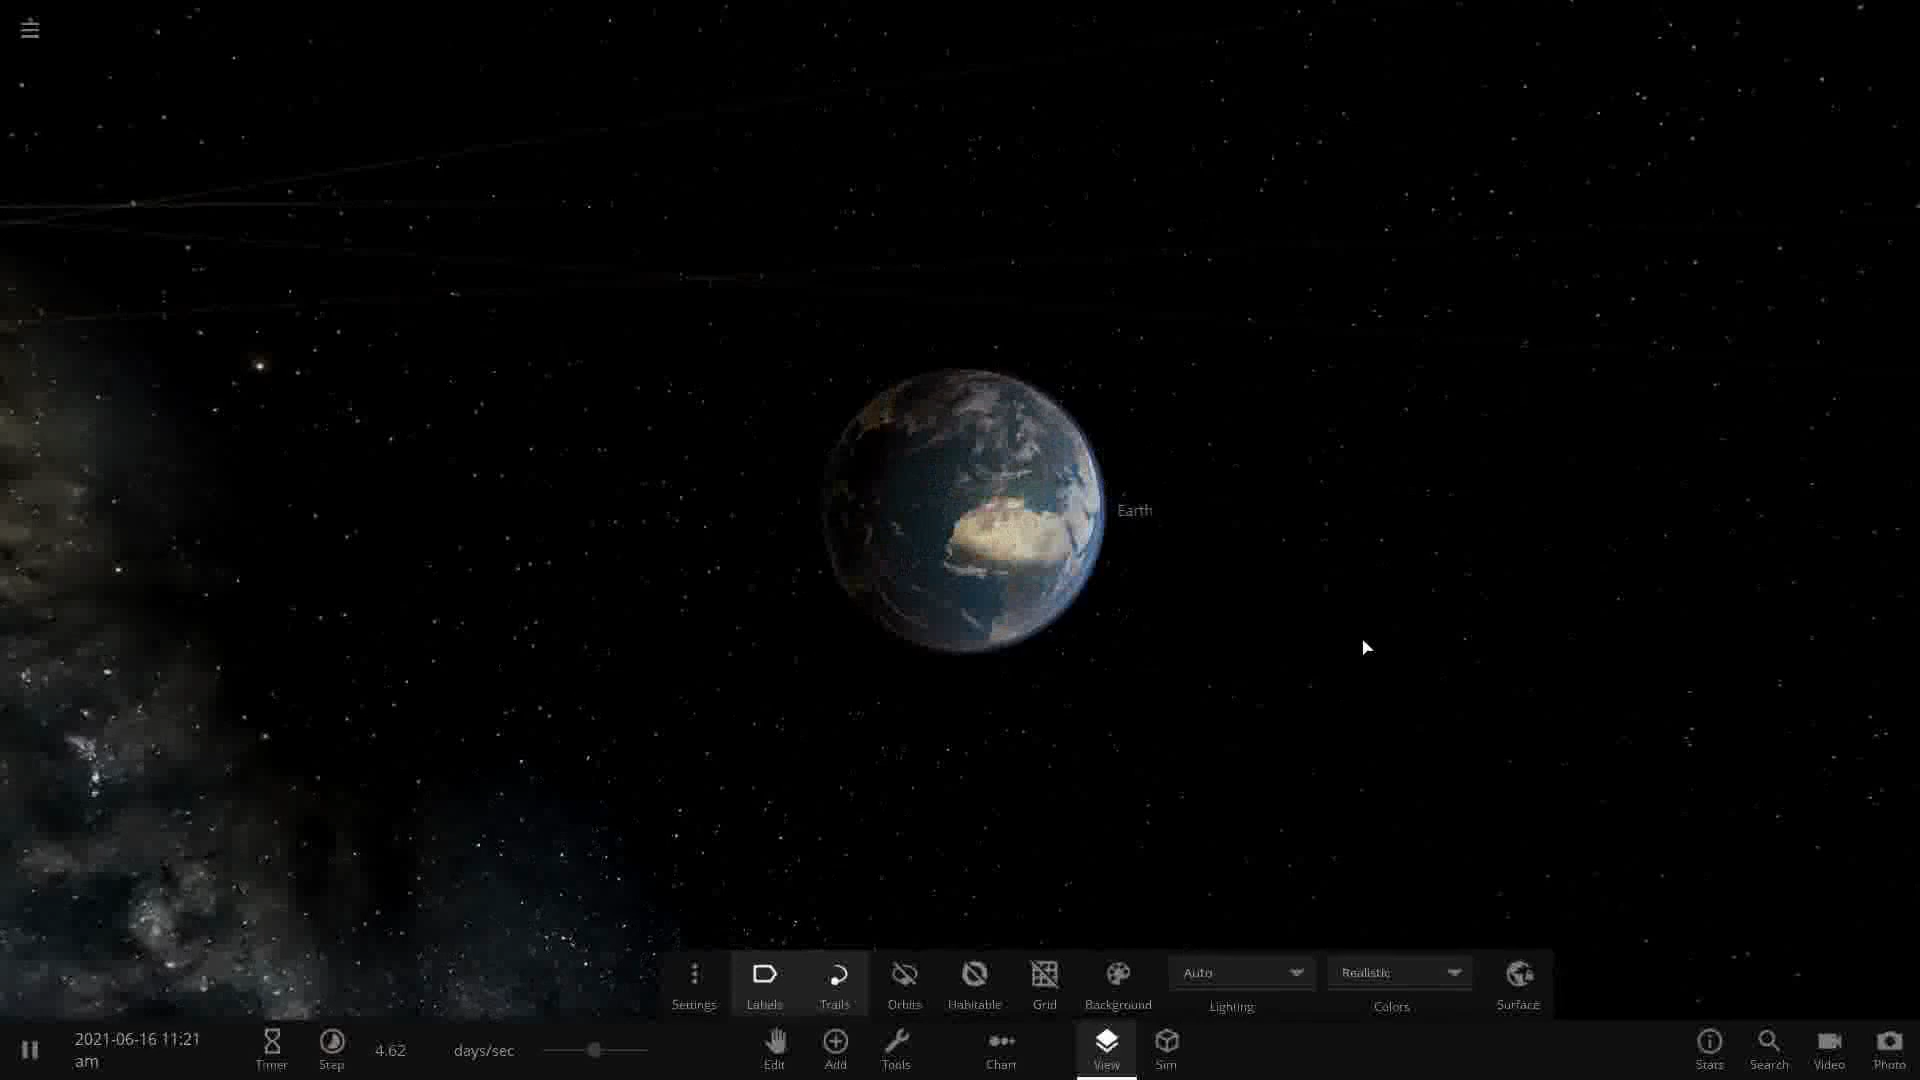 Earth
Settings
Labels
Trails
Orbits
Habitable
Grid
Background
Auto
Lighting
Realistic
Colors
Surface
2021-06-16 11:21
am
Timer
Step
4.62
days/sec
Edit
Add
Tools
Chart
View
Sim
Stats
Search
Video
Photo